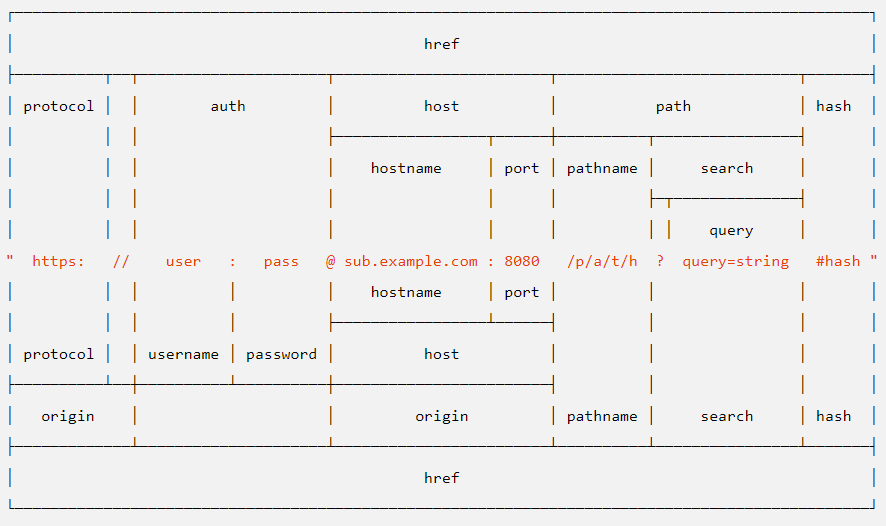 href
protocol auth host path hash
hostname port pathname search
query
" https: // user : pass @ sub.example.com : 8080 /p/a/t/h ? query=string #hash "
hostname port
protocol username password host
origin origin pathname search hash
href